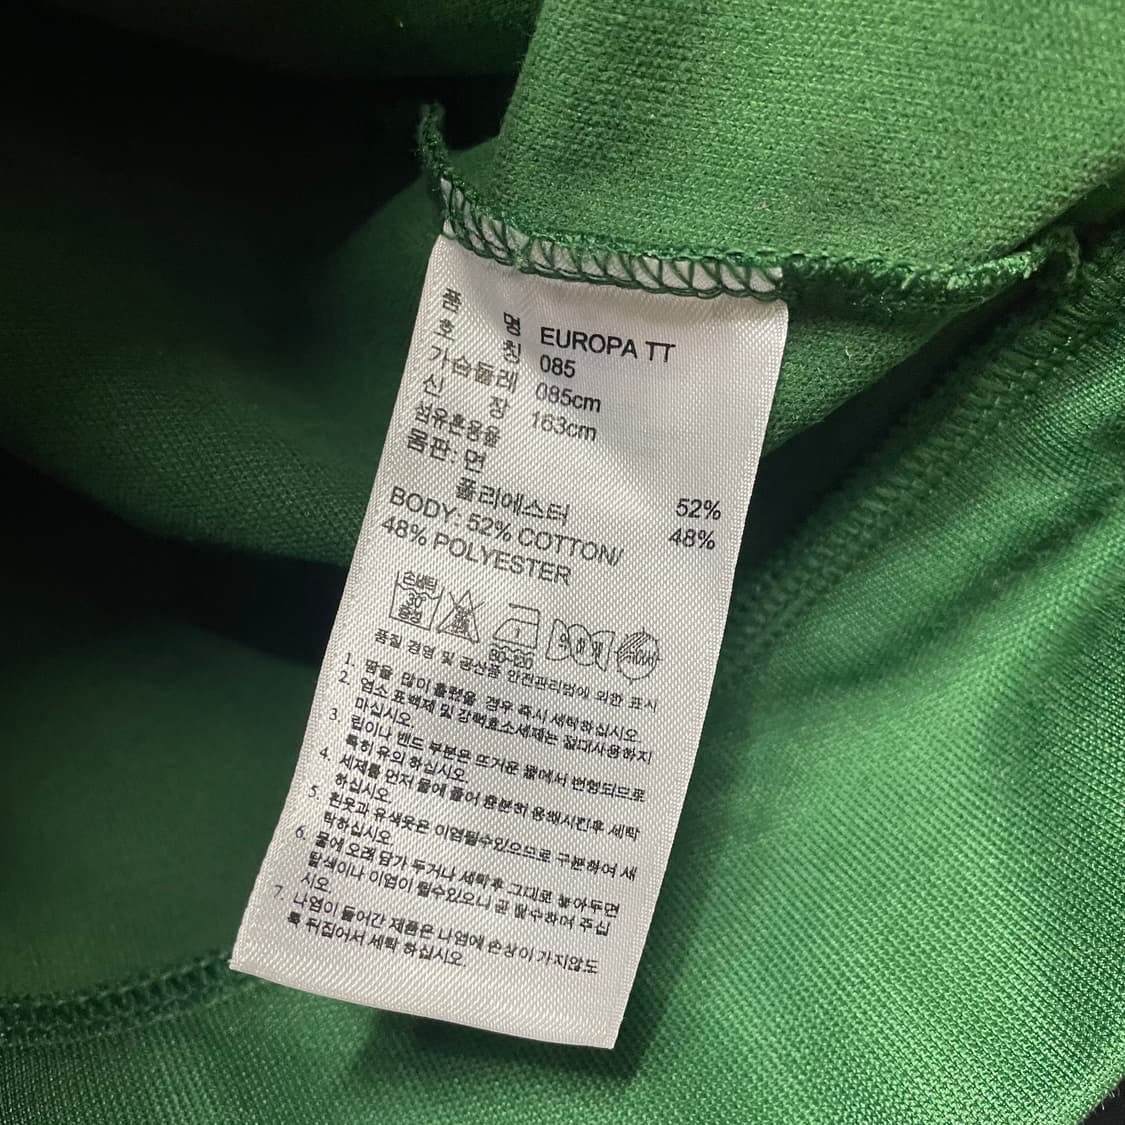 품 명 EUROPA TT
호 칭 085
가슴둘레 085cm
신 장 163cm
섬유혼용율
몸판: 면 52%
폴리에스터 48%
BODY: 52% COTTON/
48% POLYESTER
손세탁
30°
중성
80~120
품질 경영 및 공산품 안전관리법에 의한 표시
1. 땀을 많이 흘렸을 경우 즉시 세탁하십시오
2. 염소 표백제 및 강력효소세제는 절대사용하지
마십시오.
3. 립이나 밴드 부분은 뜨거운 물에서 변형되므로
특히 유의 하십시오.
4. 세제를 먼저 물에 풀어 충분히 용해시킨후 세탁
하십시오.
5. 흰옷과 유색옷은 이염될수있으므로 구분하여 세
탁하십시오.
6. 물에 오래 담가 두거나 세탁후 그대로 놓아두면
탈색이나 이염이 될수있으니 곧 탈수하여 주십
시오
7. 나염이 들어간 제품은 나염에 손상이 가지않도
록 뒤집어서 세탁 하십시오.